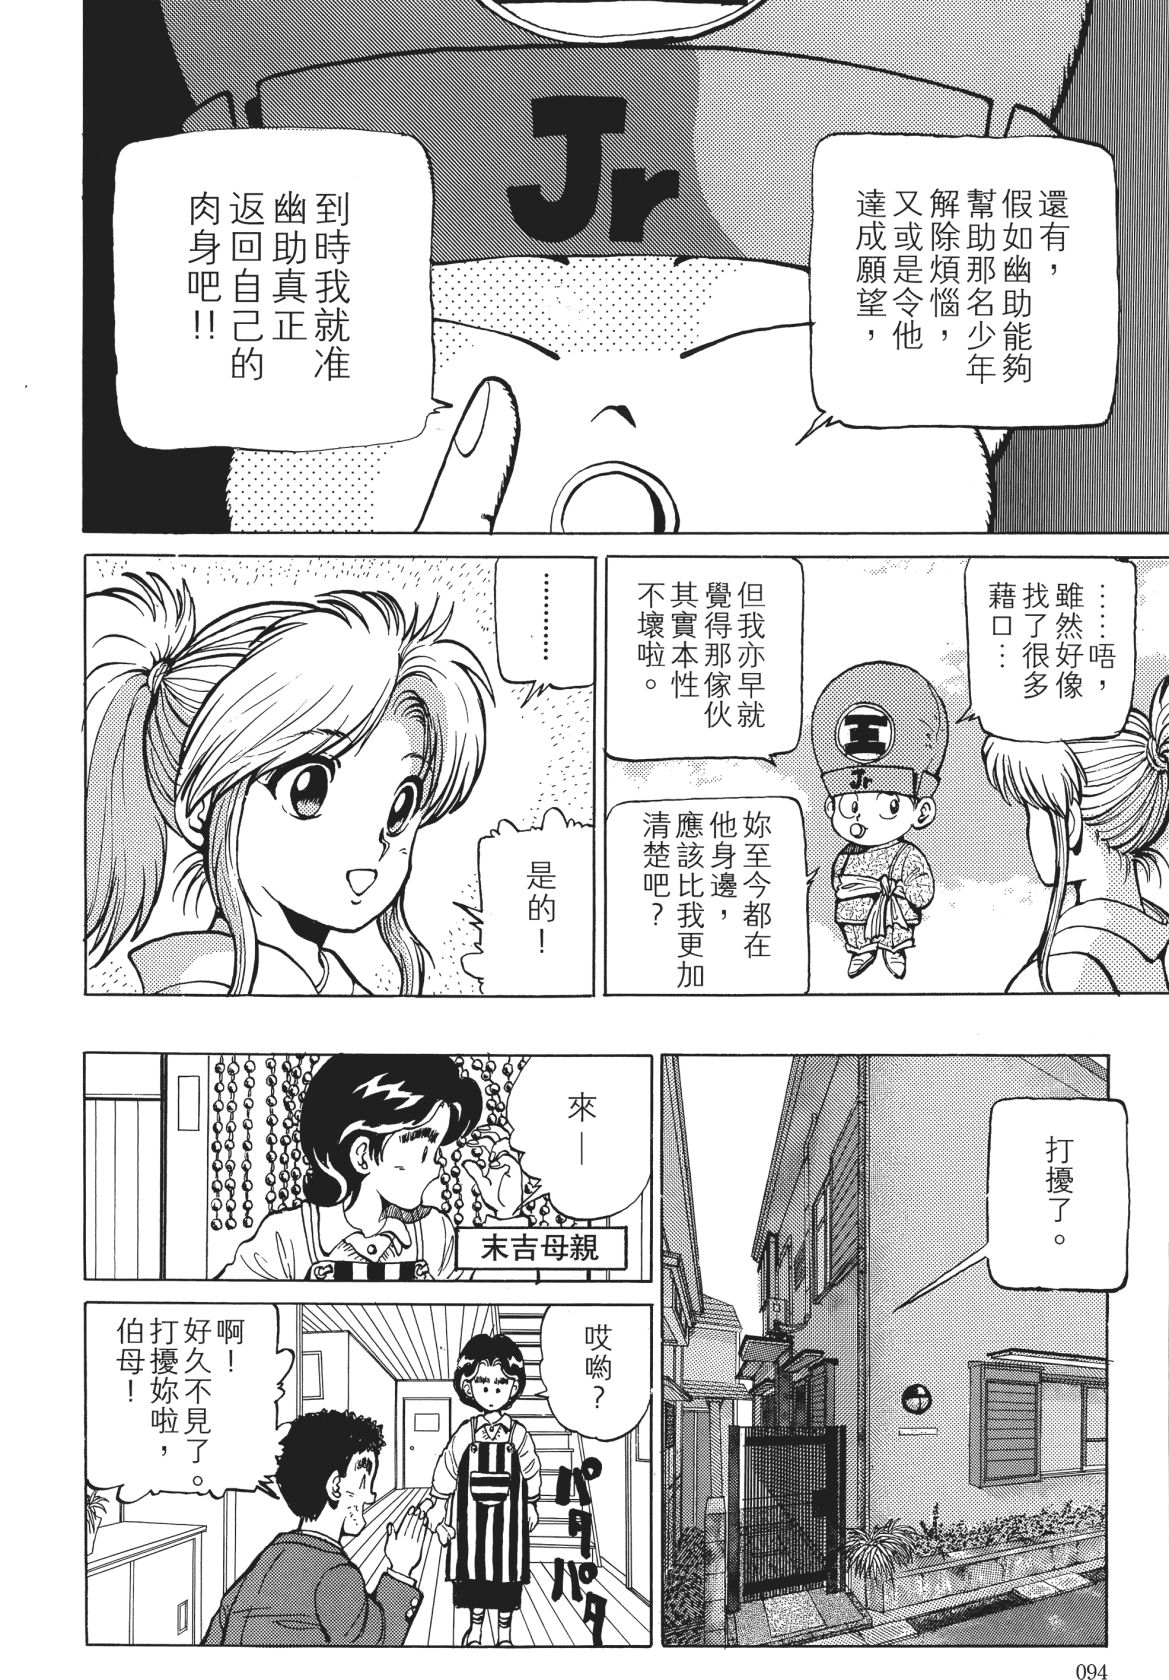 Jr
還有，
假如幽助能夠
幫助那名少年
解除煩惱，
又或是令他
達成願望，
到時我就准
幽助真正
返回自己的
肉身吧!!
……唔，
雖然好像
找了很多
藉口…
但我亦早就
覺得那傢伙
其實本性
不壞啦。
王
Jr
妳至今都在
他身邊，
應該比我更加
清楚吧？
………
是的！
打擾了。
來—
末吉母親
哎喲？
パタパタ
啊！
好久不見了。
打擾妳啦，
伯母！
094